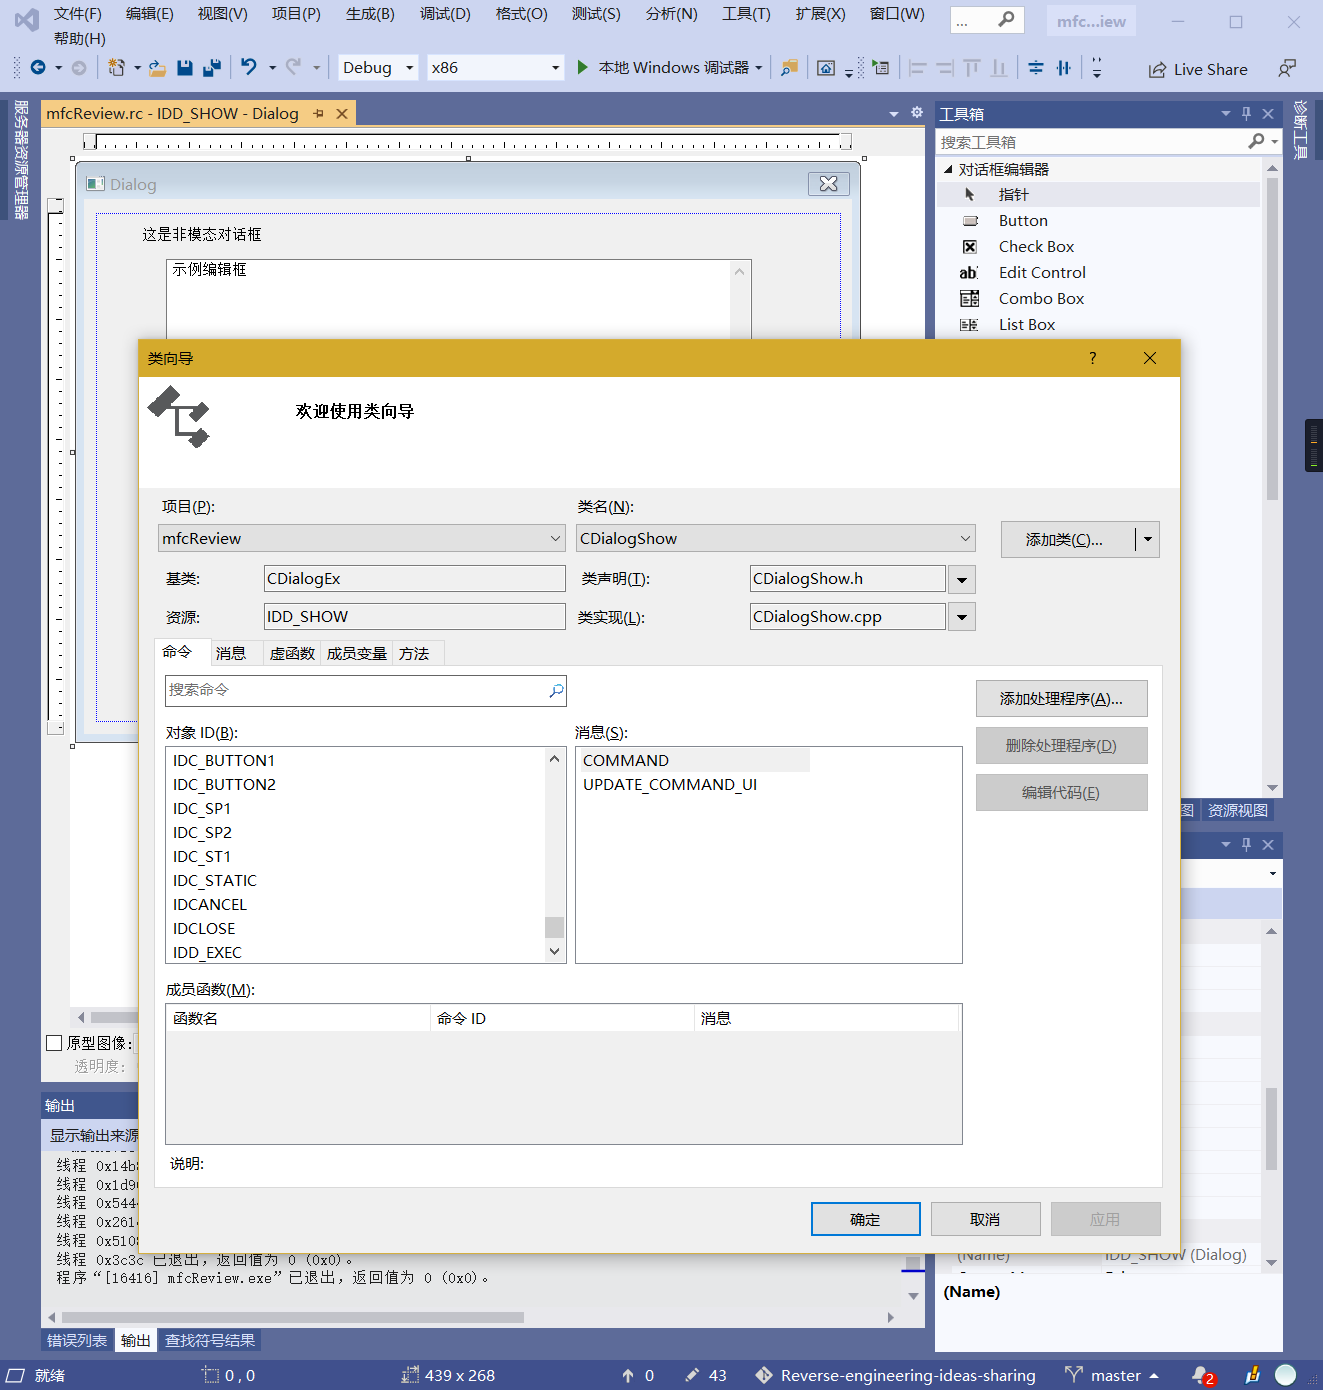 文件(F) 编辑(E) 视图(V) 项目(P) 生成(B) 调试(D) 格式(O) 测试(S) 分析(N) 工具(T) 扩展(X) 窗口(W) ... mfc...iew
帮助(H)
Debug x86 本地 Windows 调试器 Live Share
服务器资源管理器
mfcReview.rc - IDD_SHOW - Dialog
工具箱
诊断工具
搜索工具箱
对话框编辑器
指针
Button
Check Box
Edit Control
Combo Box
List Box
Dialog
这是非模态对话框
示例编辑框
类向导 ?
欢迎使用类向导
项目(P): 类名(N):
mfcReview CDialogShow 添加类(C)...
基类: CDialogEx 类声明(T): CDialogShow.h
资源: IDD_SHOW 类实现(L): CDialogShow.cpp
命令 消息 虚函数 成员变量 方法
搜索命令 添加处理程序(A)...
对象 ID(B): 消息(S): 删除处理程序(D)
IDC_BUTTON1 COMMAND
IDC_BUTTON2 UPDATE_COMMAND_UI 编辑代码(E)
IDC_SP1
IDC_SP2
IDC_ST1
IDC_STATIC
IDCANCEL
IDCLOSE
IDD_EXEC
成员函数(M):
函数名 命令 ID 消息
说明:
确定 取消 应用
图 资源视图
原型图像:
透明度:
输出
显示输出来源
线程 0x14b
线程 0x1d9
线程 0x544
线程 0x261
线程 0x5108
线程 0x3c3c 已退出，返回值为 0 (0x0)。
程序“[16416] mfcReview.exe”已退出，返回值为 0 (0x0)。
(Name) IDD_SHOW (Dialog)
(Name)
错误列表 输出 查找符号结果
就绪 0 , 0 439 x 268 0 43 Reverse-engineering-ideas-sharing master 2